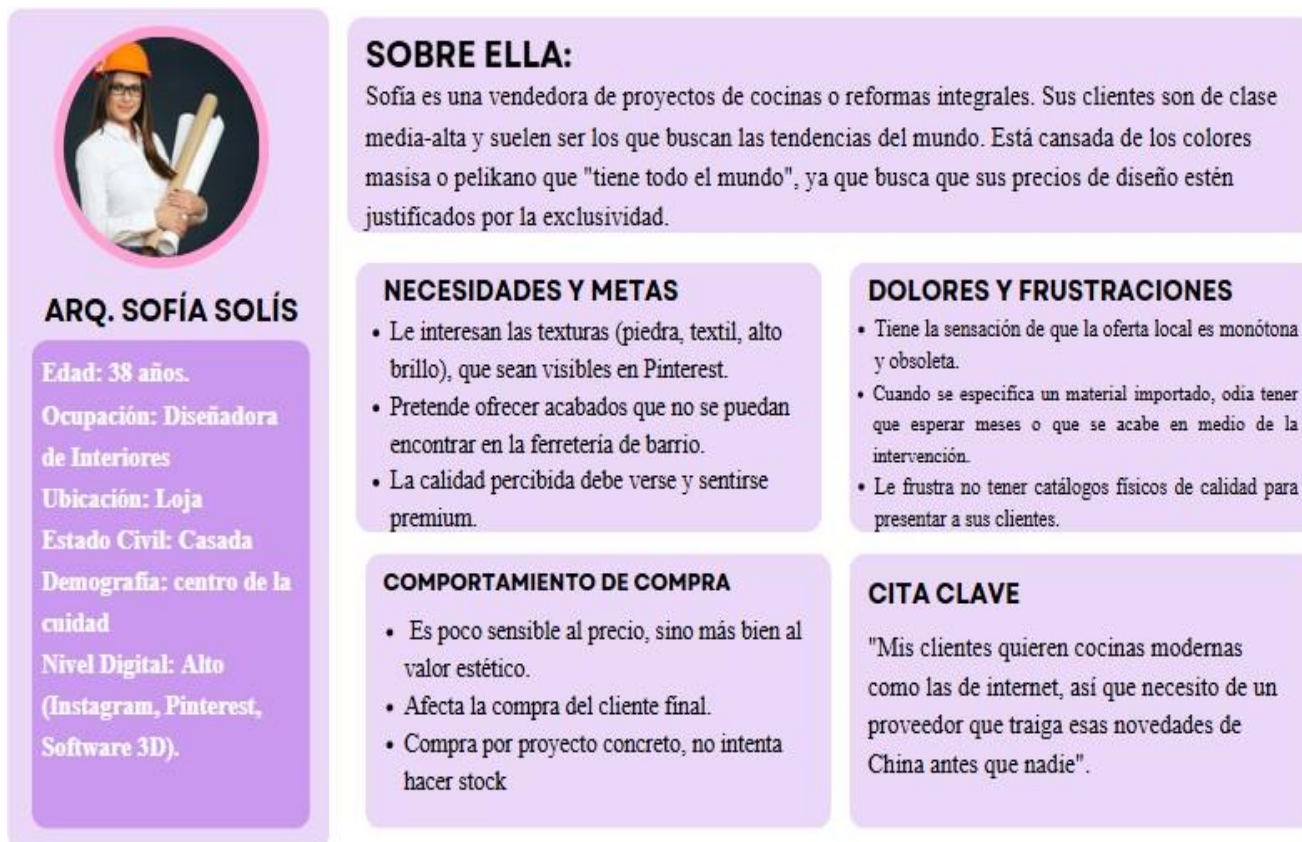 SOBRE ELLA:
Sofía es una vendedora de proyectos de cocinas o reformas integrales. Sus clientes son de clase
media-alta y suelen ser los que buscan las tendencias del mundo. Está cansada de los colores
masisa o pelikano que "tiene todo el mundo", ya que busca que sus precios de diseño estén
justificados por la exclusividad.
ARQ. SOFÍA SOLÍS
Edad: 38 años.
Ocupación: Diseñadora
de Interiores
Ubicación: Loja
Estado Civil: Casada
Demografía: centro de la
cuidad
Nivel Digital: Alto
(Instagram, Pinterest,
Software 3D).
NECESIDADES Y METAS
• Le interesan las texturas (piedra, textil, alto
brillo), que sean visibles en Pinterest.
• Pretende ofrecer acabados que no se puedan
encontrar en la ferretería de barrio.
• La calidad percibida debe verse y sentirse
premium.
DOLORES Y FRUSTRACIONES
• Tiene la sensación de que la oferta local es monótona
y obsoleta.
• Cuando se especifica un material importado, odia tener
que esperar meses o que se acabe en medio de la
intervención.
• Le frustra no tener catálogos físicos de calidad para
presentar a sus clientes.
COMPORTAMIENTO DE COMPRA
• Es poco sensible al precio, sino más bien al
valor estético.
• Afecta la compra del cliente final.
• Compra por proyecto concreto, no intenta
hacer stock
CITA CLAVE
"Mis clientes quieren cocinas modernas
como las de internet, así que necesito de un
proveedor que traiga esas novedades de
China antes que nadie".